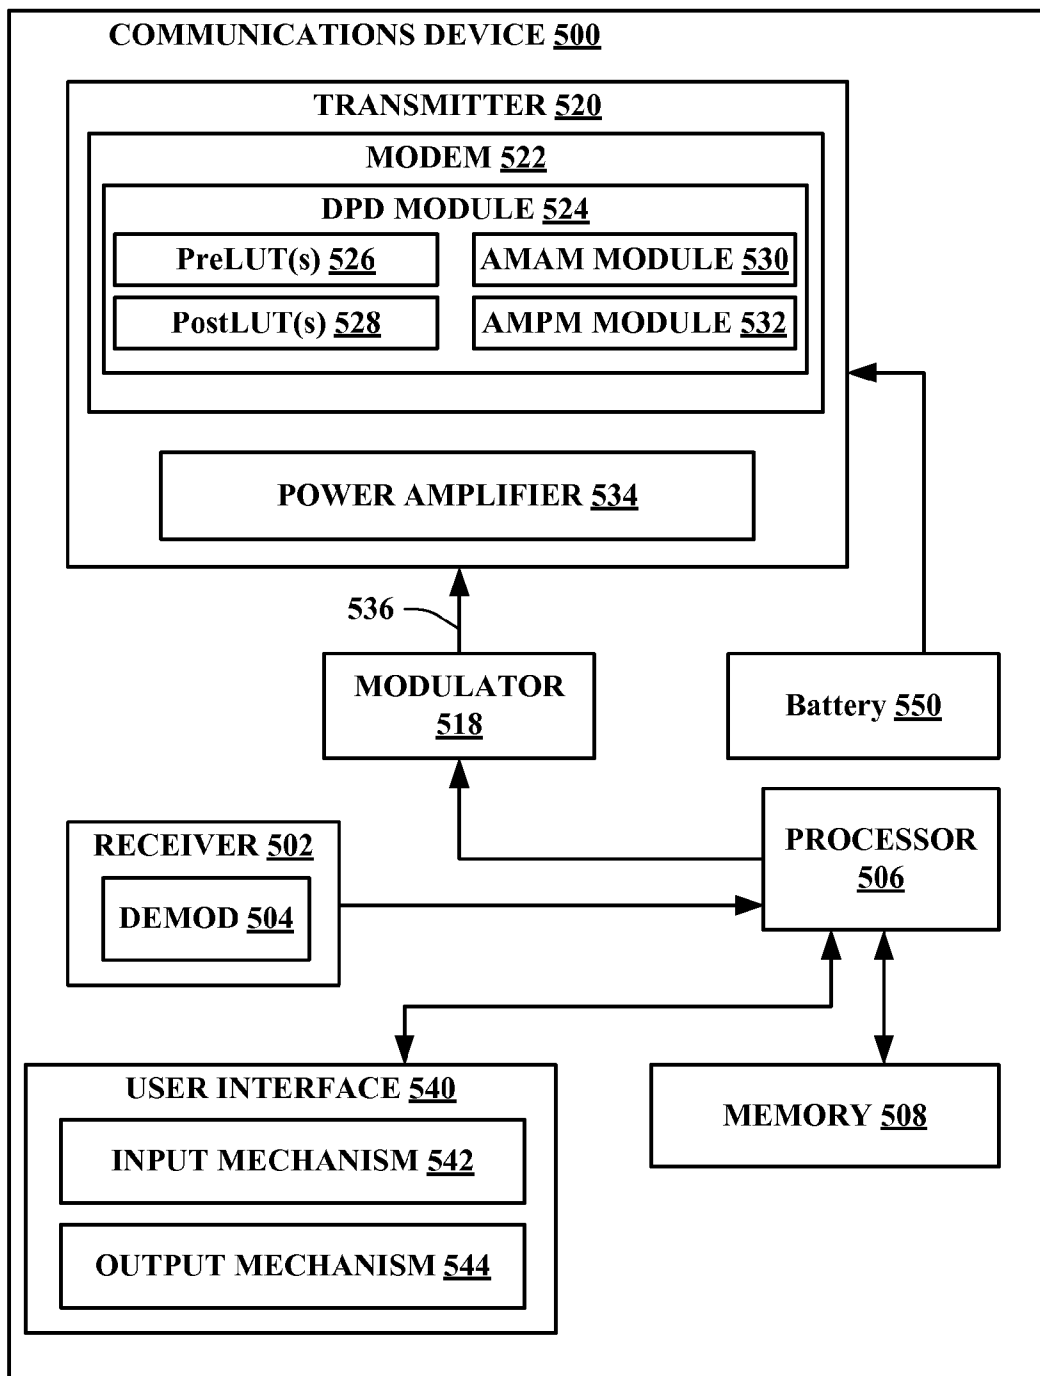 COMMUNICATIONS DEVICE 500
TRANSMITTER 520
MODEM 522
DPD MODULE 524
PreLUT(s) 526
AMAM MODULE 530
PostLUT(s) 528
AMPM MODULE 532
POWER AMPLIFIER 534
536
MODULATOR
518
Battery 550
RECEIVER 502
DEMOD 504
PROCESSOR
506
USER INTERFACE 540
INPUT MECHANISM 542
OUTPUT MECHANISM 544
MEMORY 508